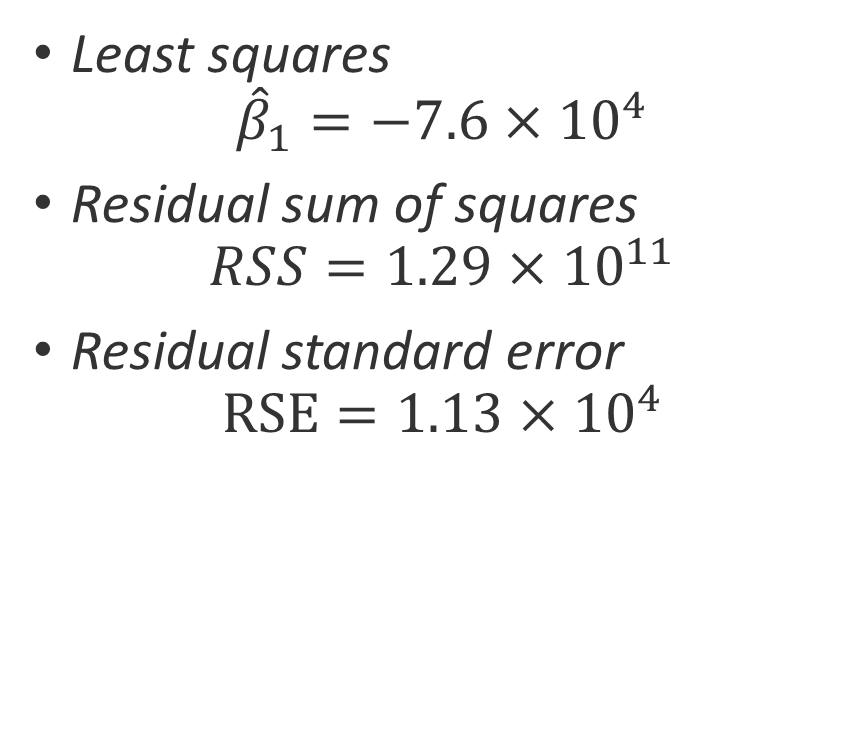 • Least squares
β̂₁ = −7.6 × 10⁴
• Residual sum of squares
RSS = 1.29 × 10¹¹
• Residual standard error
RSE = 1.13 × 10⁴